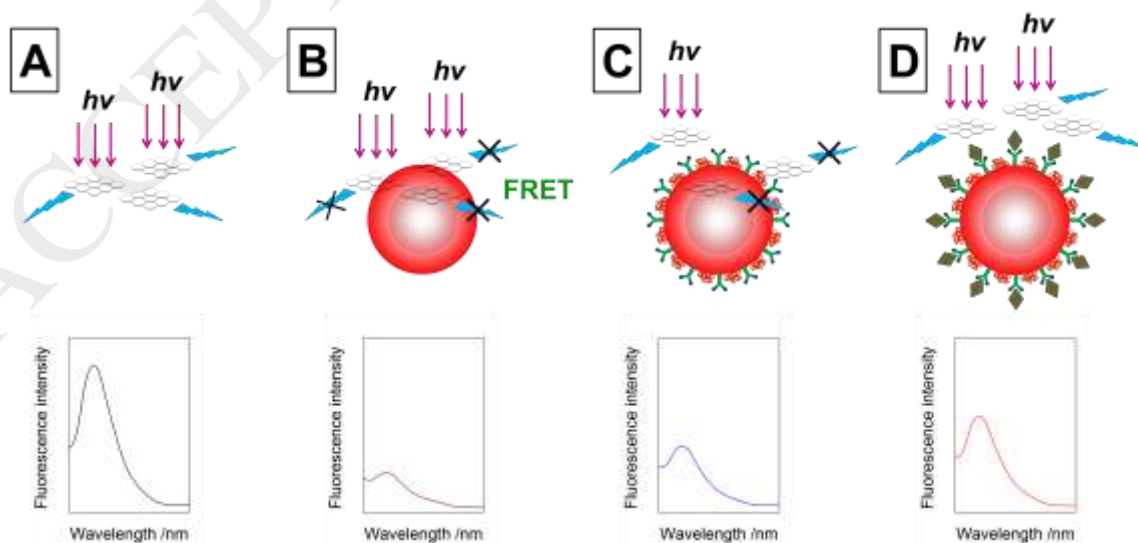 ACCEP
A
hv
hv
B
hv
hv
FRET
C
hv
D
hv
hv
Fluorescence intensity
Wavelength /nm
Fluorescence intensity
Wavelength /nm
Fluorescence intensity
Wavelength /nm
Fluorescence intensity
Wavelength /nm